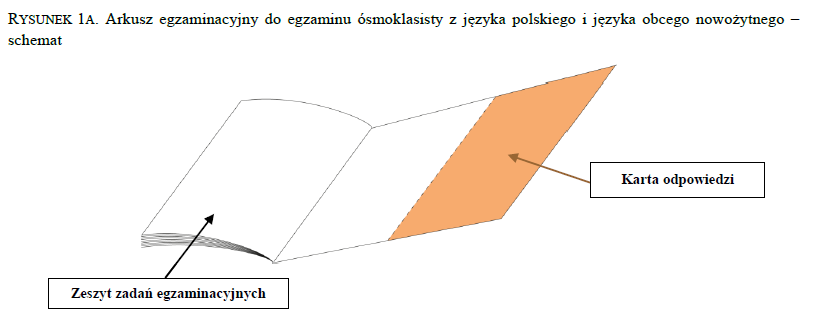 RYSUNEK 1A. Arkusz egzaminacyjny do egzaminu ósmoklasisty z języka polskiego i języka obcego nowożytnego –
schemat
Karta odpowiedzi
Zeszyt zadań egzaminacyjnych